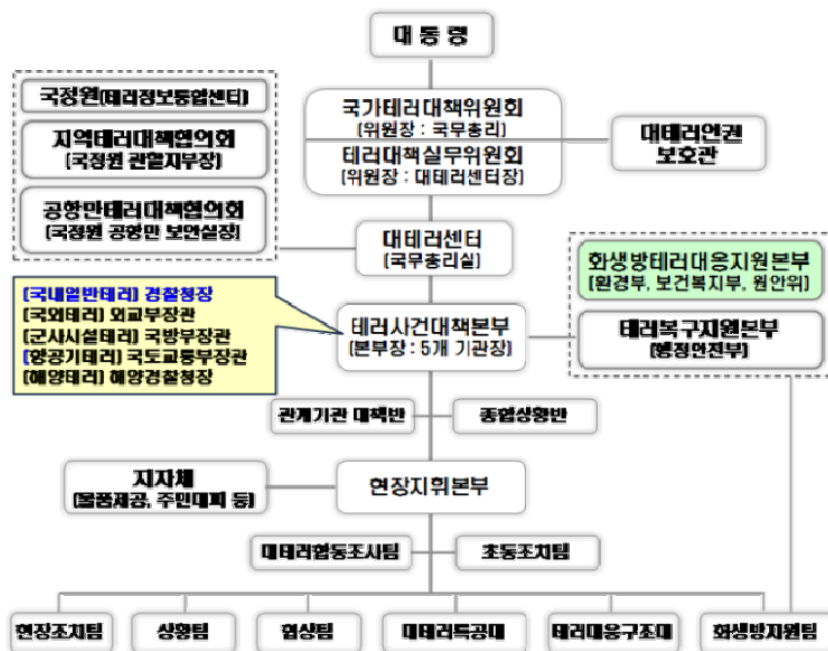 대 통 령
국정원(테러정보통합센터)
지역테러대책협의회
(국정원 관할지부장)
공항만테러대책협의회
(국정원 공항만 보안실장)
국가테러대책위원회
(위원장 : 국무총리)
테러대책실무위원회
(위원장 : 대테러센터장)
대테러인권
보호관
대테러센터
(국무총리실)
화생방테러대응지원본부
(환경부, 보건복지부, 원안위)
테러복구지원본부
(행정안전부)
(국내일반테러) 경찰청장
(국외테러) 외교부장관
(군사시설테러) 국방부장관
(항공기테러) 국토교통부장관
(해양테러) 해양경찰청장
테러사건대책본부
(본부장 : 5개 기관장)
관계기관 대책반
종합상황반
지자체
(물품제공, 주민대피 등)
현장지휘본부
대테러합동조사팀
초동조치팀
현장조치팀
상황팀
협상팀
대테러특공대
테러대응구조대
화생방지원팀